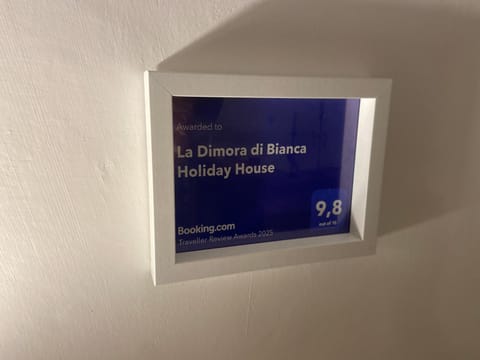 Awarded to
La Dimora di Bianca
Holiday House
9,8
out of 10
Booking.com
Traveller Review Awards 2025